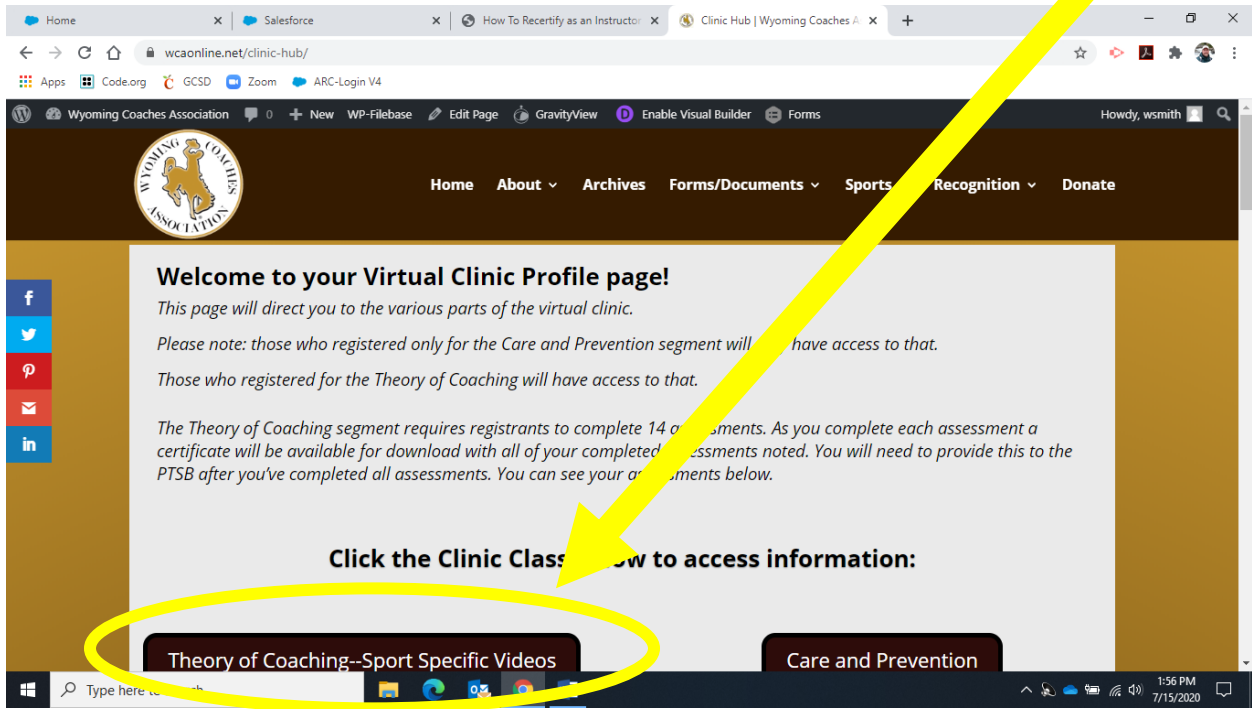 Home
Salesforce
How To Recertify as an Instructor
Clinic Hub | Wyoming Coaches A
wcaonline.net/clinic-hub/
Apps Code.org GCSD Zoom ARC-Login V4
Wyoming Coaches Association 0 New WP-Filebase Edit Page GravityView D Enable Visual Builder Forms Howdy, wsmith
WYOMING COACHES ASSOCIATION
Home About Archives Forms/Documents Sports Recognition Donate
Welcome to your Virtual Clinic Profile page!
This page will direct you to the various parts of the virtual clinic.
Please note: those who registered only for the Care and Prevention segment will have access to that.
Those who registered for the Theory of Coaching will have access to that.
The Theory of Coaching segment requires registrants to complete 14 assessments. As you complete each assessment a
certificate will be available for download with all of your completed assessments noted. You will need to provide this to the
PTSB after you've completed all assessments. You can see your assessments below.
Click the Clinic Class to access information:
Theory of Coaching--Sport Specific Videos
Care and Prevention
Type here to
1:56 PM
7/15/2020